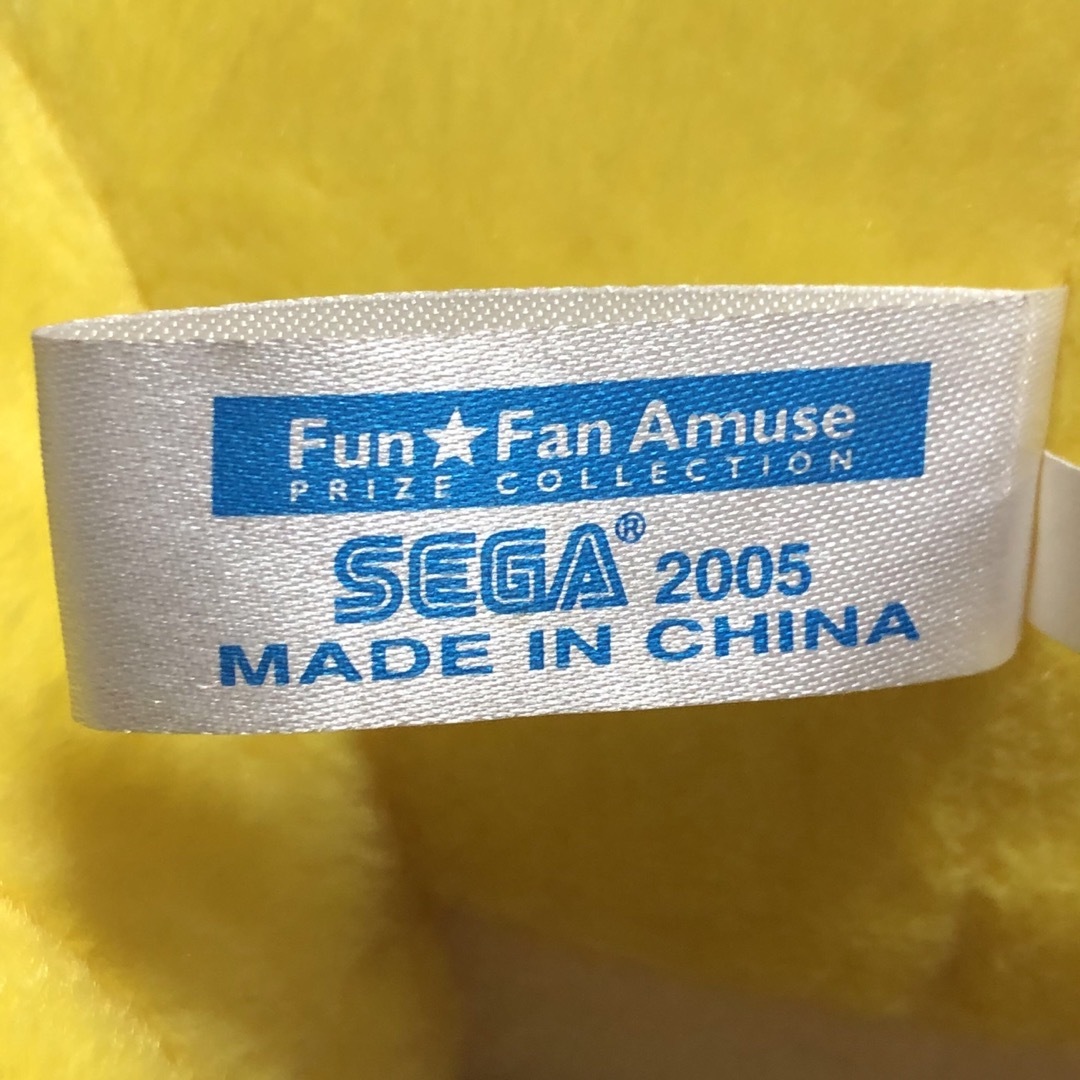 Fun★Fan Amuse
PRIZE COLLECTION
SEGA® 2005
MADE IN CHINA